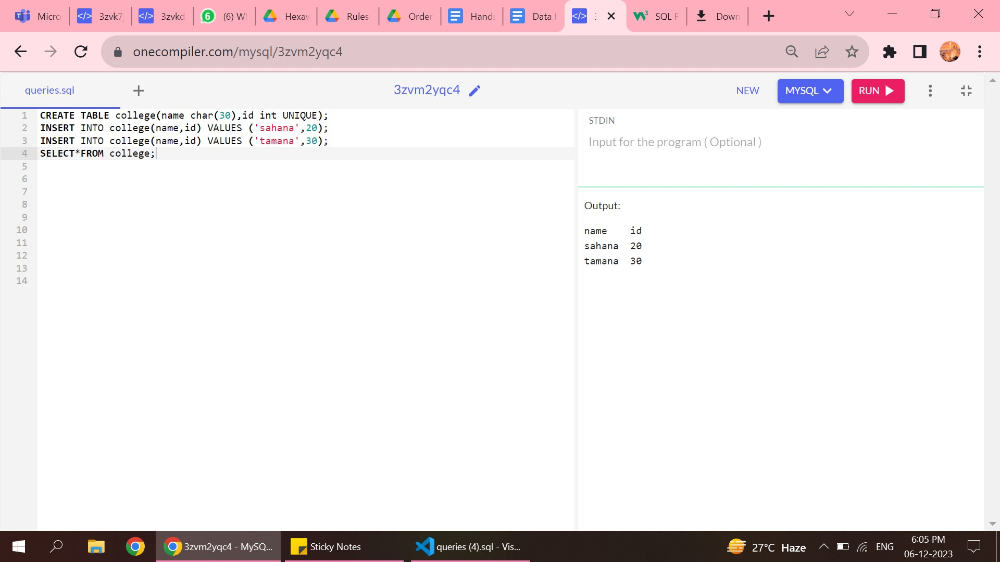 Micro
3zvk7
3zvkd
(6) W
Hexaw
Rules
Order
Hands
Data
SQL F
Down
onecompiler.com/mysql/3zvm2yqc4
queries.sql
3zvm2yqc4
NEW
MYSQL
RUN
1 CREATE TABLE college(name char(30),id int UNIQUE);
2 INSERT INTO college(name,id) VALUES ('sahana',20);
3 INSERT INTO college(name,id) VALUES ('tamana',30);
4 SELECT*FROM college;
5
6
7
8
9
10
11
12
13
14
STDIN
Input for the program ( Optional )
Output:
name id
sahana 20
tamana 30
3zvm2yqc4 - MySQ...
Sticky Notes
queries (4).sql - Vis...
27°C Haze
ENG
6:05 PM
06-12-2023